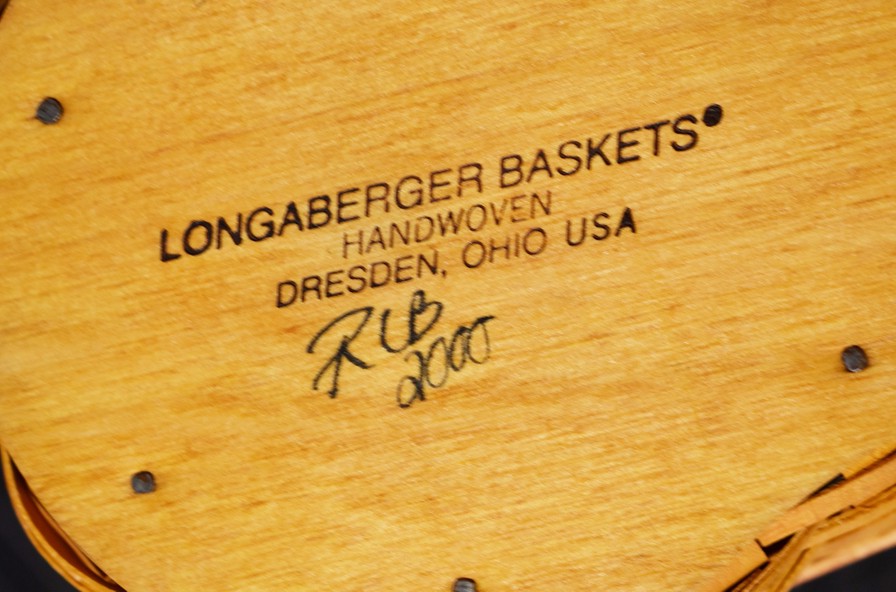 LONGABERGER BASKETS
HANDWOVEN
DRESDEN, OHIO USA
RLB
2000